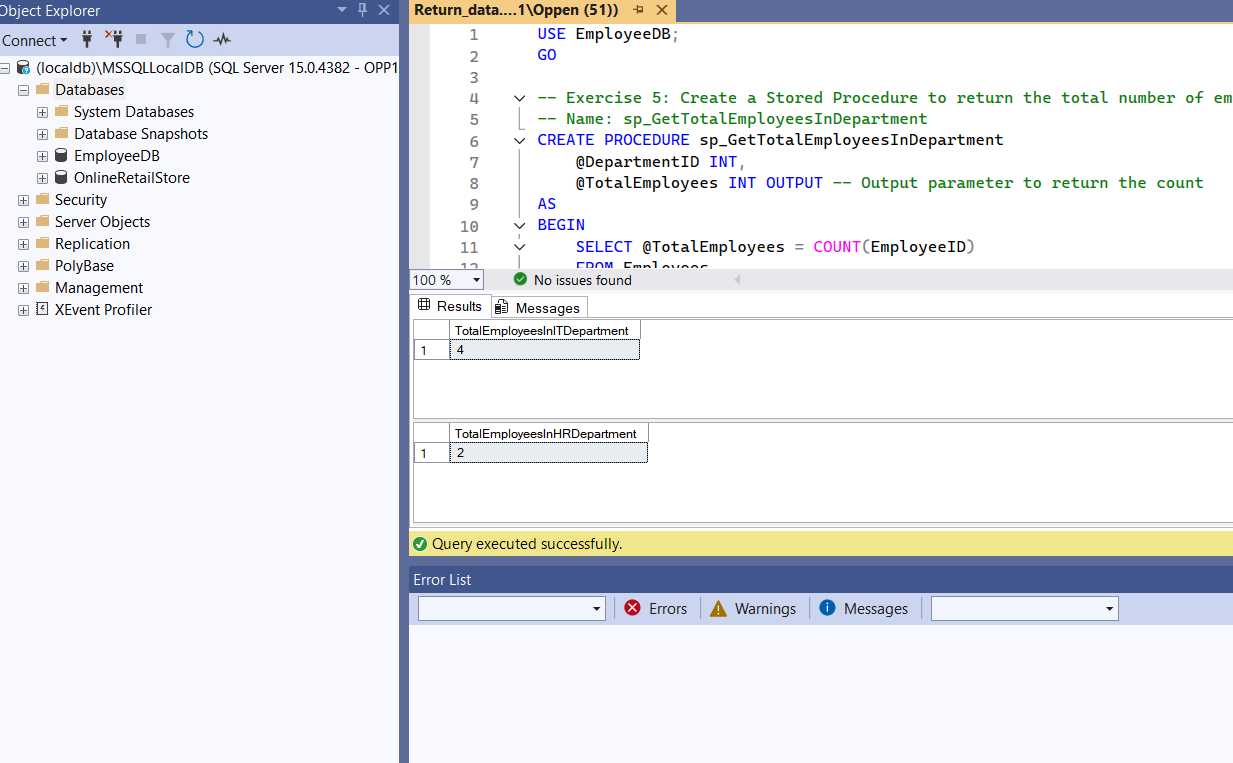 Object Explorer
Connect
(localdb)\MSSQLLocalDB (SQL Server 15.0.4382 - OPP1
Databases
System Databases
Database Snapshots
EmployeeDB
OnlineRetailStore
Security
Server Objects
Replication
PolyBase
Management
XEvent Profiler
Return_data....1\Oppen (51))
1 USE EmployeeDB;
2 GO
3
4 -- Exercise 5: Create a Stored Procedure to return the total number of em
5 -- Name: sp_GetTotalEmployeesInDepartment
6 CREATE PROCEDURE sp_GetTotalEmployeesInDepartment
7 @DepartmentID INT,
8 @TotalEmployees INT OUTPUT -- Output parameter to return the count
9 AS
10 BEGIN
11 SELECT @TotalEmployees = COUNT(EmployeeID)
12 FROM Employees
100 % No issues found
Results Messages
TotalEmployeesInITDepartment
1 4
TotalEmployeesInHRDepartment
1 2
Query executed successfully.
Error List
Errors Warnings Messages